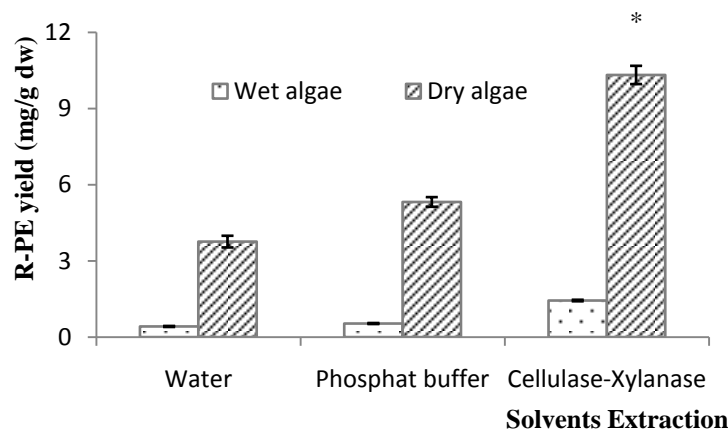 *
12
9
6
3
0
R-PE yield (mg/g dw)
Wet algae Dry algae
Water Phosphat buffer Cellulase-Xylanase
Solvents Extraction